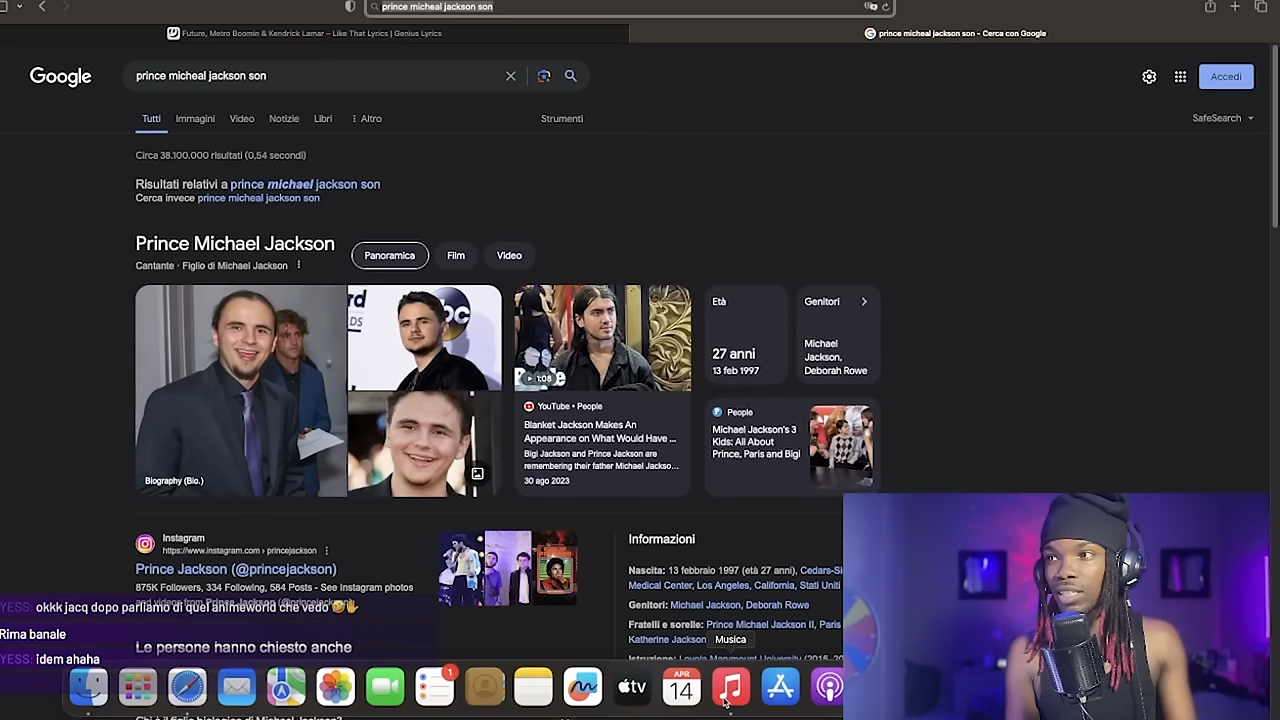 prince micheal jackson son
Future, Metro Boomin & Kendrick Lamar – Like That Lyrics | Genius Lyrics
prince micheal jackson son - Cerca con Google
Google
prince micheal jackson son
Accedi
Tutti
Immagini
Video
Notizie
Libri
Altro
Strumenti
SafeSearch
Circa 38.100.000 risultati (0,54 secondi)
Risultati relativi a prince michael jackson son
Cerca invece prince micheal jackson son
Prince Michael Jackson
Cantante · Figlio di Michael Jackson
Panoramica
Film
Video
abc
Biography (Bio.)
1:08
YouTube • People
Blanket Jackson Makes An
Appearance on What Would Have ...
Bigi Jackson and Prince Jackson are
remembering their father Michael Jackso...
30 ago 2023
Età
27 anni
13 feb 1997
Genitori
Michael
Jackson,
Deborah Rowe
People
Michael Jackson's 3
Kids: All About
Prince, Paris and Bigi
Instagram
https://www.instagram.com › princejackson
Prince Jackson (@princejackson)
875K Followers, 334 Following, 584 Posts - See Instagram photos
Informazioni
Nascita: 13 febbraio 1997 (età 27 anni), Cedars-Si
Medical Center, Los Angeles, California, Stati Uniti
Genitori: Michael Jackson, Deborah Rowe
Fratelli e sorelle: Prince Michael Jackson II, Paris
Katherine Jackson
Musica
YESS: okkk jacq dopo parliamo di quel anime
Rima banale
Le persone hanno chiesto anche
YESS: idem ahaha
1
tv
APR
14